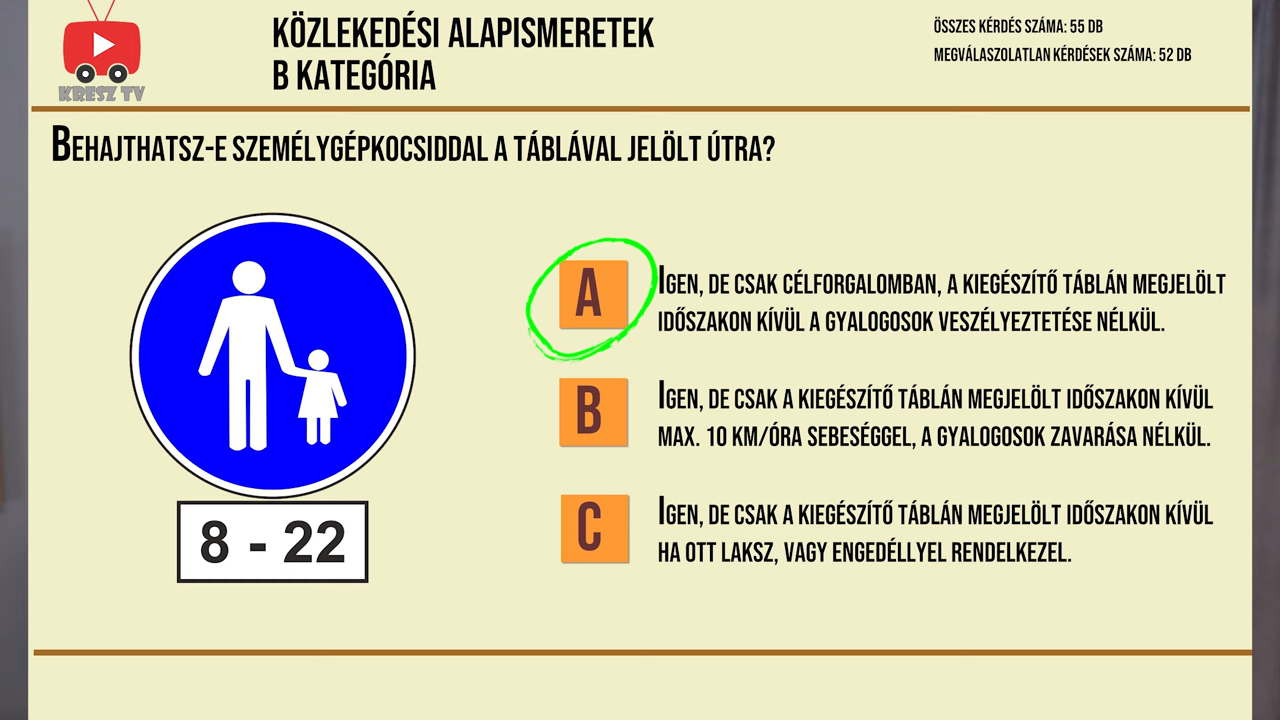 KRESZ TV
KÖZLEKEDÉSI ALAPISMERETEK
B KATEGÓRIA
ÖSSZES KÉRDÉS SZÁMA: 55 DB
MEGVÁLASZOLATLAN KÉRDÉSEK SZÁMA: 52 DB
BEHAJTHATSZ-E SZEMÉLYGÉPKOCSIDDAL A TÁBLÁVAL JELÖLT ÚTRA?
8 - 22
A
IGEN, DE CSAK CÉLFORGALOMBAN, A KIEGÉSZÍTŐ TÁBLÁN MEGJELÖLT
IDŐSZAKON KÍVÜL A GYALOGOSOK VESZÉLYEZTETÉSE NÉLKÜL.
B
IGEN, DE CSAK A KIEGÉSZÍTŐ TÁBLÁN MEGJELÖLT IDŐSZAKON KÍVÜL
MAX. 10 KM/ÓRA SEBESÉGGEL, A GYALOGOSOK ZAVARÁSA NÉLKÜL.
C
IGEN, DE CSAK A KIEGÉSZÍTŐ TÁBLÁN MEGJELÖLT IDŐSZAKON KÍVÜL
HA OTT LAKSZ, VAGY ENGEDÉLLYEL RENDELKEZEL.